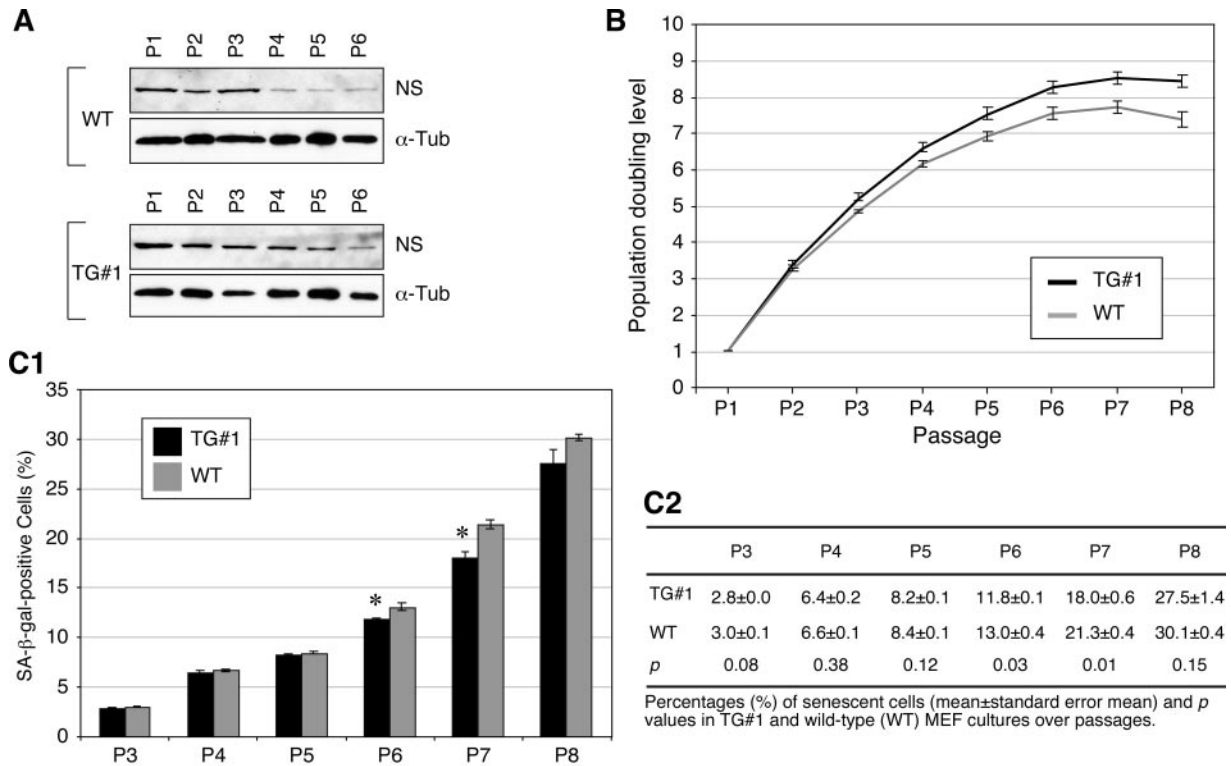 A
P1 P2 P3 P4 P5 P6
WT
NS
α-Tub
P1 P2 P3 P4 P5 P6
TG#1
NS
α-Tub
B
Population doubling level
10
9
8
7
6
5
4
3
2
1
0
P1 P2 P3 P4 P5 P6 P7 P8
Passage
TG#1
WT
C1
SA-β-gal-positive Cells (%)
35
30
25
20
15
10
5
0
TG#1
WT
*
*
P3 P4 P5 P6 P7 P8
C2
P3 P4 P5 P6 P7 P8
TG#1 2.8±0.0 6.4±0.2 8.2±0.1 11.8±0.1 18.0±0.6 27.5±1.4
WT 3.0±0.1 6.6±0.1 8.4±0.1 13.0±0.4 21.3±0.4 30.1±0.4
p 0.08 0.38 0.12 0.03 0.01 0.15
Percentages (%) of senescent cells (mean±standard error mean) and p
values in TG#1 and wild-type (WT) MEF cultures over passages.